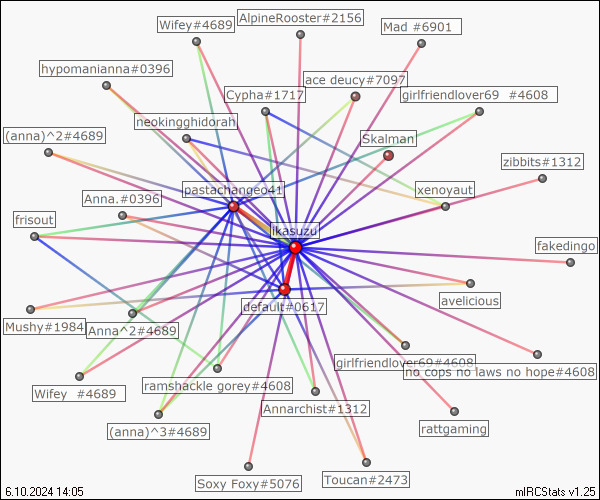 AlpineRooster#2156
Wifey#4689
Mad #6901
hypomanianna#0396
ace deucy#7097
Cypha#1717
girlfriendlover69 #4608
neokingghidorah
(anna)^2#4689
Skalman
zibbits#1312
pastachangeo41
xenoyaut
Anna.#0396
frisout
ikasuzu
fakedingo
avelicious
default#0617
Mushy#1984
Anna^2#4689
girlfriendlover69#4608
no cops no laws no hope#4608
Wifey #4689
ramshackle gorey#4608
Annarchist#1312
(anna)^3#4689
rattgaming
Soxy Foxy#5076
Toucan#2473
6.10.2024 14:05
mIRCStats v1.25